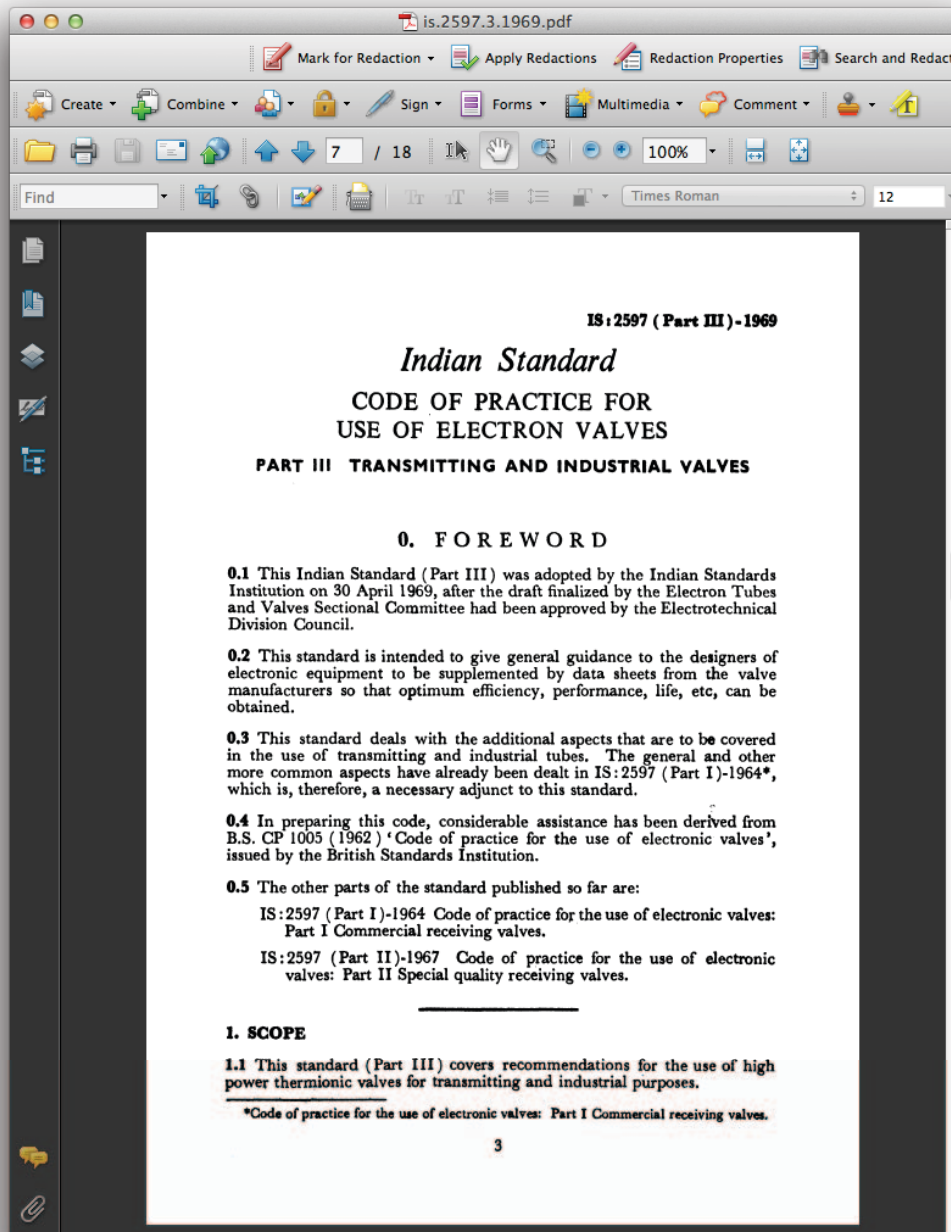 is.2597.3.1969.pdf
Mark for Redaction
Apply Redactions
Redaction Properties
Search and Redact
Create
Combine
Sign
Forms
Multimedia
Comment
7 / 18
100%
Find
Times Roman
12
IS : 2597 ( Part III ) - 1969
Indian Standard
CODE OF PRACTICE FOR
USE OF ELECTRON VALVES
PART III TRANSMITTING AND INDUSTRIAL VALVES
0. FOREWORD
0.1 This Indian Standard ( Part III ) was adopted by the Indian Standards
Institution on 30 April 1969, after the draft finalized by the Electron Tubes
and Valves Sectional Committee had been approved by the Electrotechnical
Division Council.
0.2 This standard is intended to give general guidance to the designers of
electronic equipment to be supplemented by data sheets from the valve
manufacturers so that optimum efficiency, performance, life, etc, can be
obtained.
0.3 This standard deals with the additional aspects that are to be covered
in the use of transmitting and industrial tubes. The general and other
more common aspects have already been dealt in IS : 2597 ( Part I )-1964*,
which is, therefore, a necessary adjunct to this standard.
0.4 In preparing this code, considerable assistance has been derived from
B.S. CP 1005 ( 1962 ) ‘ Code of practice for the use of electronic valves ’,
issued by the British Standards Institution.
0.5 The other parts of the standard published so far are:
IS : 2597 ( Part I )-1964 Code of practice for the use of electronic valves:
Part I Commercial receiving valves.
IS : 2597 (Part II)-1967 Code of practice for the use of electronic
valves: Part II Special quality receiving valves.
1. SCOPE
1.1 This standard ( Part III ) covers recommendations for the use of high
power thermionic valves for transmitting and industrial purposes.
*Code of practice for the use of electronic valves: Part I Commercial receiving valves.
3